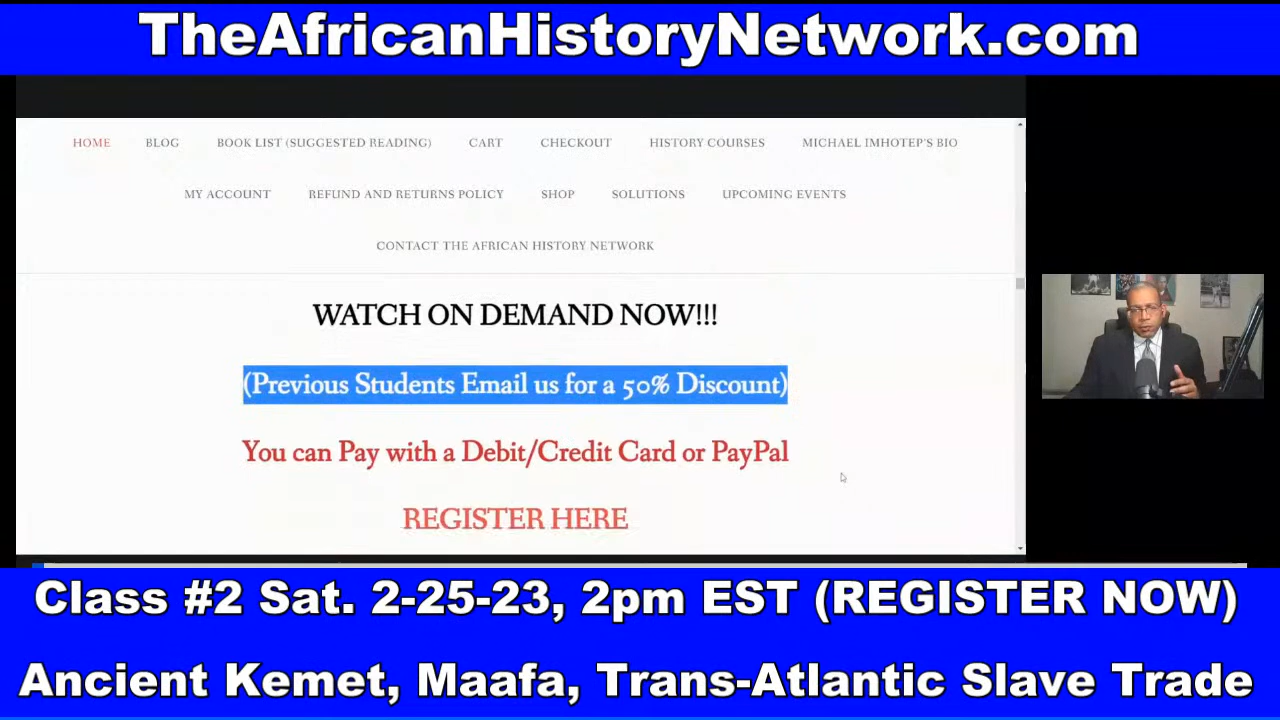 TheAfricanHistoryNetwork.com
HOME BLOG BOOK LIST (SUGGESTED READING) CART CHECKOUT HISTORY COURSES MICHAEL IMHOTEP'S BIO
MY ACCOUNT REFUND AND RETURNS POLICY SHOP SOLUTIONS UPCOMING EVENTS
CONTACT THE AFRICAN HISTORY NETWORK
WATCH ON DEMAND NOW!!!
(Previous Students Email us for a 50% Discount)
You can Pay with a Debit/Credit Card or PayPal
REGISTER HERE
Class #2 Sat. 2-25-23, 2pm EST (REGISTER NOW)
Ancient Kemet, Maafa, Trans-Atlantic Slave Trade